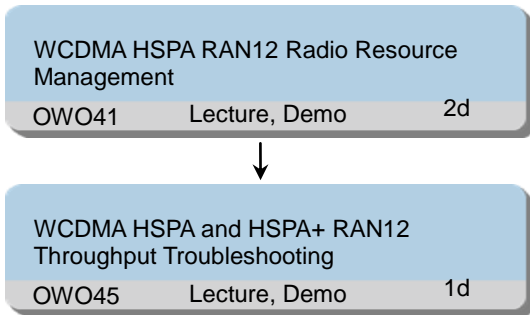 WCDMA HSPA RAN12 Radio Resource
Management
OWO41 Lecture, Demo 2d
WCDMA HSPA and HSPA+ RAN12
Throughput Troubleshooting
OWO45 Lecture, Demo 1d